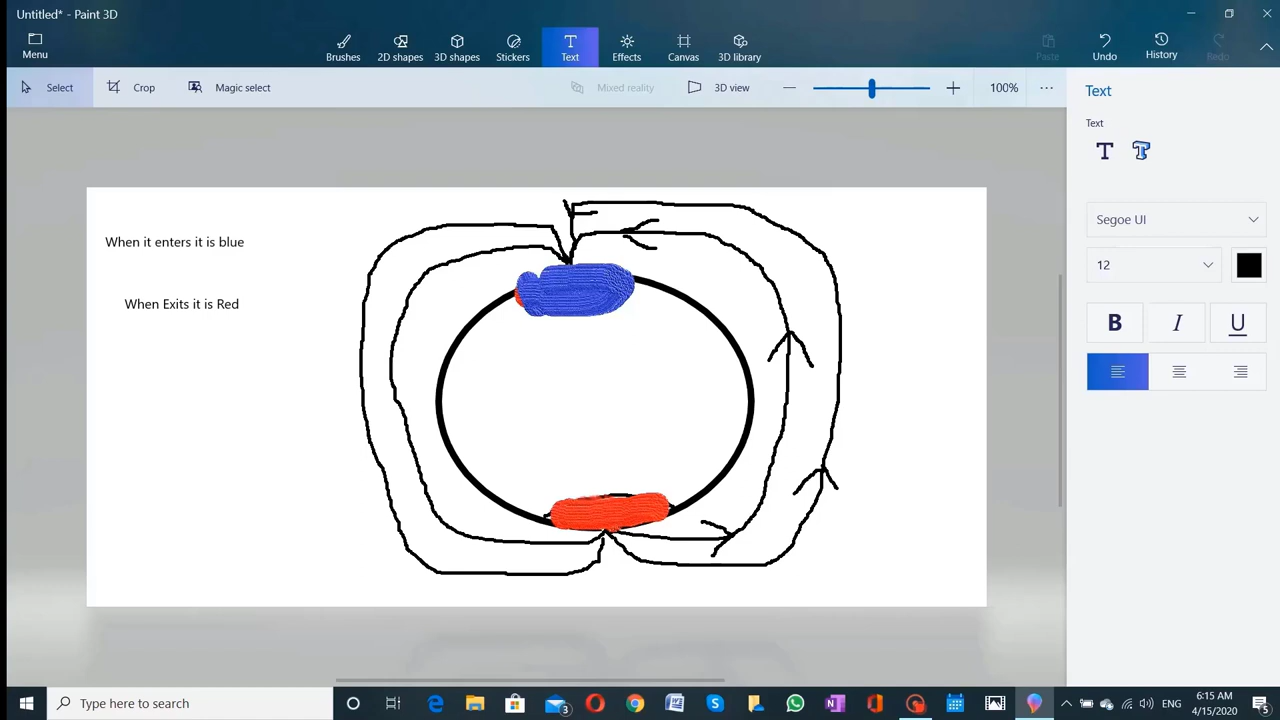 Untitled* - Paint 3D
Menu
Brushes
2D shapes
3D shapes
Stickers
Text
Effects
Canvas
3D library
Paste
Undo
History
Redo
Select
Crop
Magic select
Mixed reality
3D view
100%
Text
Text
Segoe UI
12
B I U
When it enters it is blue
When Exits it is Red
Type here to search
3
ENG
6:15 AM
4/15/2020
5